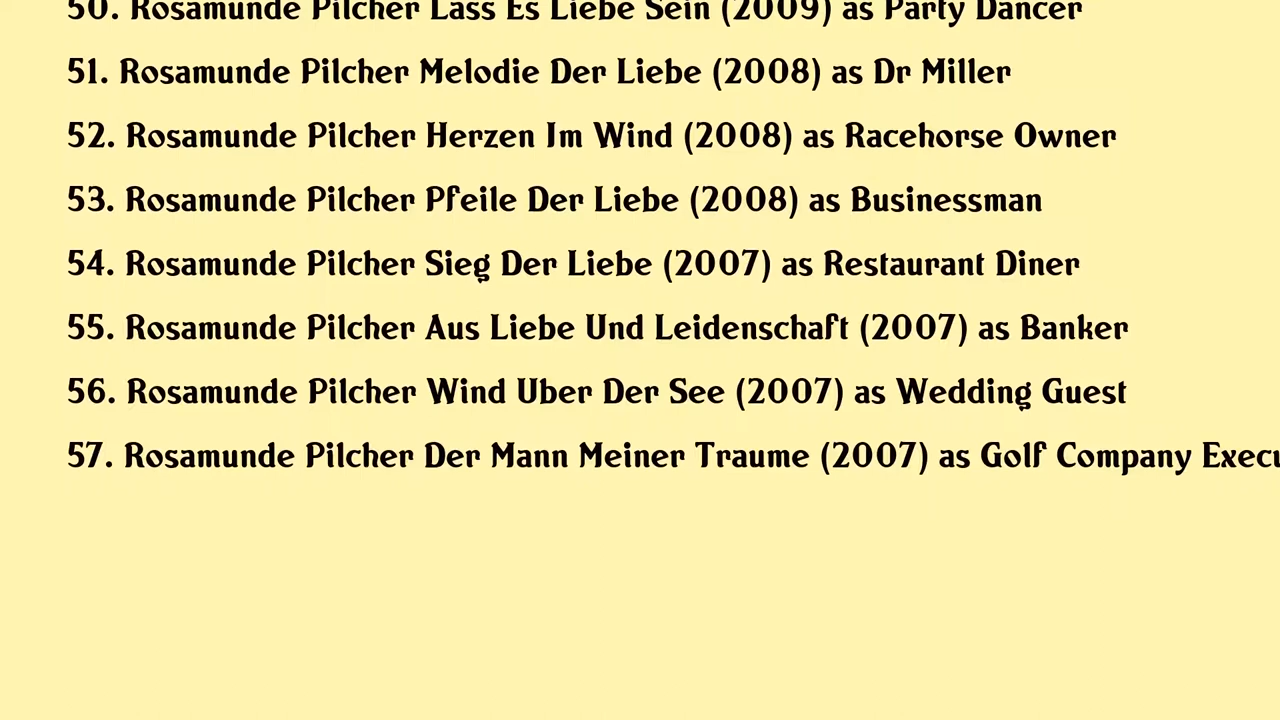 50. Rosamunde Pilcher Lass Es Liebe Sein (2009) as Party Dancer
51. Rosamunde Pilcher Melodie Der Liebe (2008) as Dr Miller
52. Rosamunde Pilcher Herzen Im Wind (2008) as Racehorse Owner
53. Rosamunde Pilcher Pfeile Der Liebe (2008) as Businessman
54. Rosamunde Pilcher Sieg Der Liebe (2007) as Restaurant Diner
55. Rosamunde Pilcher Aus Liebe Und Leidenschaft (2007) as Banker
56. Rosamunde Pilcher Wind Uber Der See (2007) as Wedding Guest
57. Rosamunde Pilcher Der Mann Meiner Traume (2007) as Golf Company